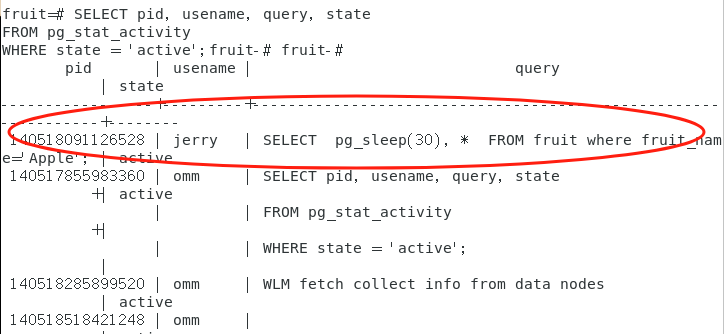 fruit=# SELECT pid, usename, query, state
FROM pg_stat_activity
WHERE state = 'active';fruit-# fruit-#
pid | usename | query
| state
-----------------+---------+---------------------------------------------------
------------+--------
140518091126528 | jerry | SELECT pg_sleep(30), * FROM fruit where fruit_nam
e='Apple'; | active
140517855983360 | omm | SELECT pid, usename, query, state
+| active
| | FROM pg_stat_activity
+|
| | WHERE state = 'active';
|
140518285899520 | omm | WLM fetch collect info from data nodes
| active
140518518421248 | omm |